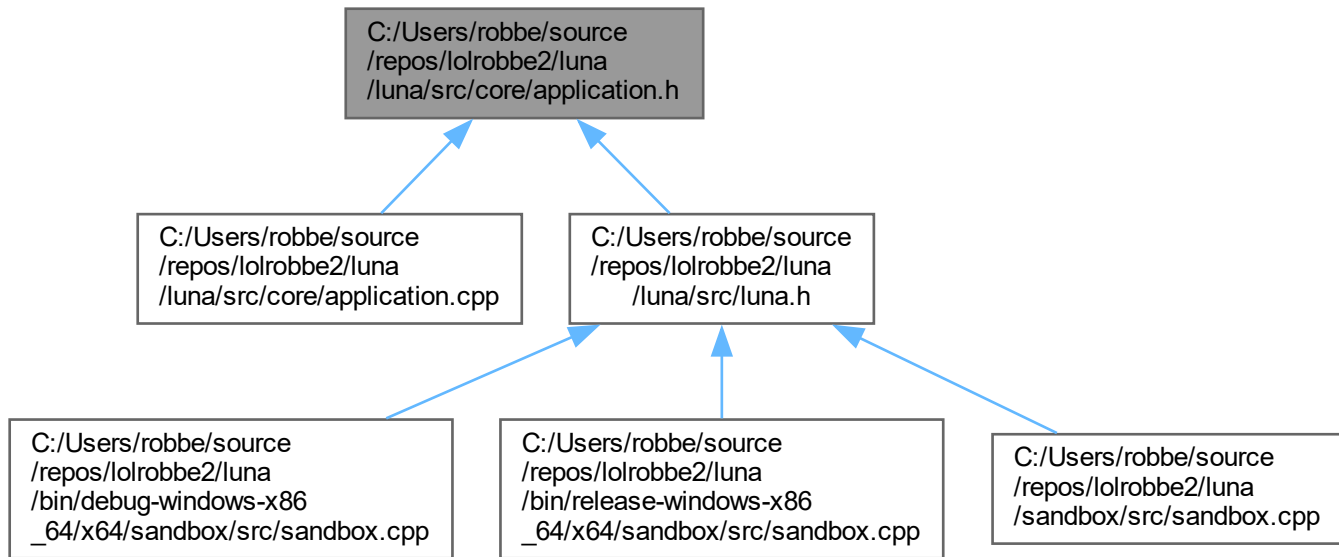 C:/Users/robbe/source
/repos/lolrobbe2/luna
/luna/src/core/application.h
C:/Users/robbe/source
/repos/lolrobbe2/luna
/luna/src/core/application.cpp
C:/Users/robbe/source
/repos/lolrobbe2/luna
/luna/src/luna.h
C:/Users/robbe/source
/repos/lolrobbe2/luna
/bin/debug-windows-x86
_64/x64/sandbox/src/sandbox.cpp
C:/Users/robbe/source
/repos/lolrobbe2/luna
/bin/release-windows-x86
_64/x64/sandbox/src/sandbox.cpp
C:/Users/robbe/source
/repos/lolrobbe2/luna
/sandbox/src/sandbox.cpp